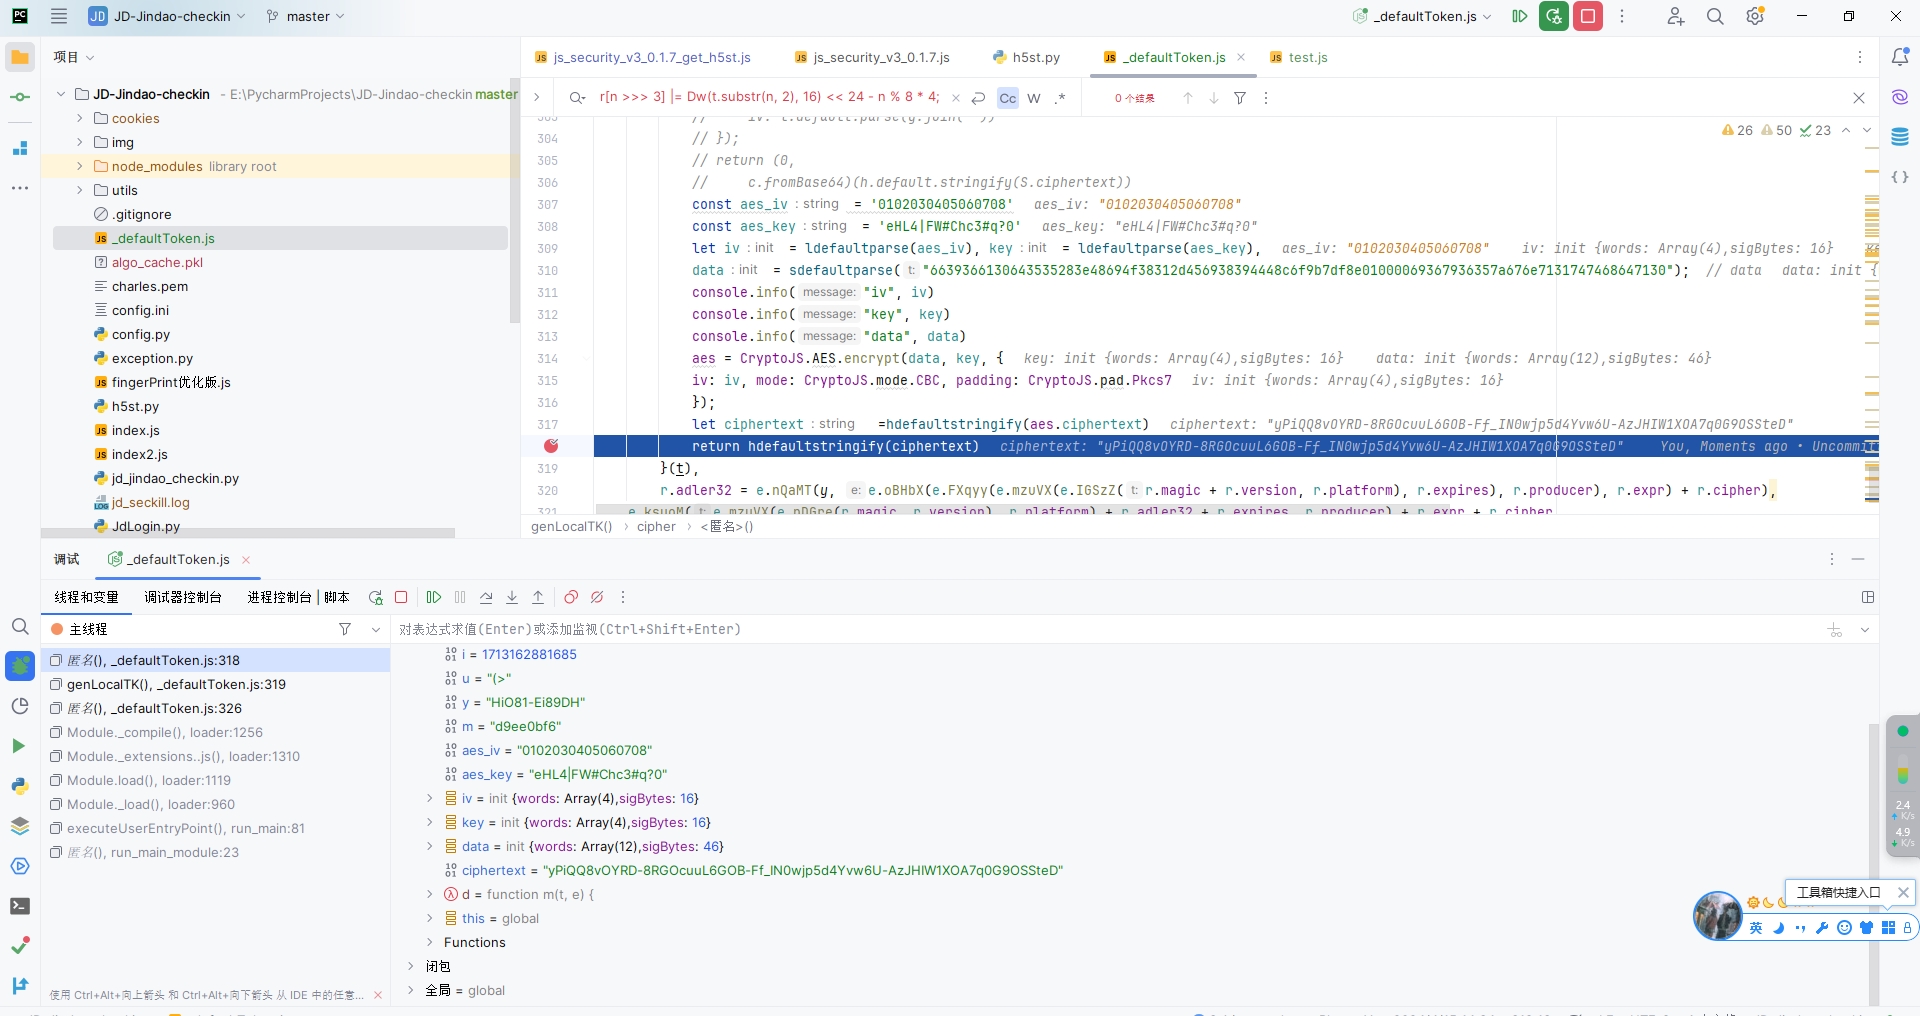 JD JD-Jindao-checkin master _defaultToken.js
项目
js_security_v3_0.1.7_get_h5st.js js_security_v3_0.1.7.js h5st.py _defaultToken.js test.js
JD-Jindao-checkin - E:\PycharmProjects\JD-Jindao-checkin master
cookies
img
node_modules library root
utils
.gitignore
_defaultToken.js
algo_cache.pkl
charles.pem
config.ini
config.py
exception.py
fingerPrint优化版.js
h5st.py
index.js
index2.js
jd_jindao_checkin.py
jd_seckill.log
JdLogin.py
r[n >>> 3] |= Dw(t.substr(n, 2), 16) << 24 - n % 8 * 4; Cc W .* 0 个结果
26 50 23
304 // });
305 // return (0,
306 // c.fromBase64)(h.default.stringify(S.ciphertext))
307 const aes_iv : string = '0102030405060708' aes_iv: "0102030405060708"
308 const aes_key : string = 'eHL4|FW#Chc3#q?0' aes_key: "eHL4|FW#Chc3#q?0"
309 let iv : init = ldefaultparse(aes_iv), key : init = ldefaultparse(aes_key), aes_iv: "0102030405060708" iv: init {words: Array(4),sigBytes: 16}
310 data : init = sdefaultparse( t: "6639366130643535283e48694f38312d456938394448c6f9b7df8e01000069367936357a676e7131747468647130"); // data data: init {
311 console.info( message: "iv", iv)
312 console.info( message: "key", key)
313 console.info( message: "data", data)
314 aes = CryptoJS.AES.encrypt(data, key, { key: init {words: Array(4),sigBytes: 16} data: init {words: Array(12),sigBytes: 46}
315 iv: iv, mode: CryptoJS.mode.CBC, padding: CryptoJS.pad.Pkcs7 iv: init {words: Array(4),sigBytes: 16}
316 });
317 let ciphertext : string =hdefaultstringify(aes.ciphertext) ciphertext: "yPiQQ8vOYRD-8RGOcuuL6GOB-Ff_IN0wjp5d4Yvw6U-AzJHIW1XOA7q0G9OSSteD"
return hdefaultstringify(ciphertext) ciphertext: "yPiQQ8vOYRD-8RGOcuuL6GOB-Ff_IN0wjp5d4Yvw6U-AzJHIW1XOA7q0G9OSSteD" You, Moments ago • Uncommit
319 }(t),
320 r.adler32 = e.nQaMT(y, e: e.oBHbX(e.FXqyy(e.mzuVX(e.IGSzZ( t: r.magic + r.version, r.platform), r.expires), r.producer), r.expr) + r.cipher),
genLocalTK() cipher <匿名>()
调试 _defaultToken.js
线程和变量 调试器控制台 进程控制台 脚本
主线程
对表达式求值(Enter)或添加监视(Ctrl+Shift+Enter)
匿名(), _defaultToken.js:318
genLocalTK(), _defaultToken.js:319
匿名(), _defaultToken.js:326
Module._compile(), loader:1256
Module._extensions..js(), loader:1310
Module.load(), loader:1119
Module._load(), loader:960
executeUserEntryPoint(), run_main:81
匿名(), run_main_module:23
使用 Ctrl+Alt+向上箭头 和 Ctrl+Alt+向下箭头 从 IDE 中的任意...
i = 1713162881685
u = "(>"
y = "HiO81-Ei89DH"
m = "d9ee0bf6"
aes_iv = "0102030405060708"
aes_key = "eHL4|FW#Chc3#q?0"
iv = init {words: Array(4),sigBytes: 16}
key = init {words: Array(4),sigBytes: 16}
data = init {words: Array(12),sigBytes: 46}
ciphertext = "yPiQQ8vOYRD-8RGOcuuL6GOB-Ff_IN0wjp5d4Yvw6U-AzJHIW1XOA7q0G9OSSteD"
d = function m(t, e) {
this = global
Functions
闭包
全局 = global
2.4
K/s
4.9
K/s
工具箱快捷入口
英